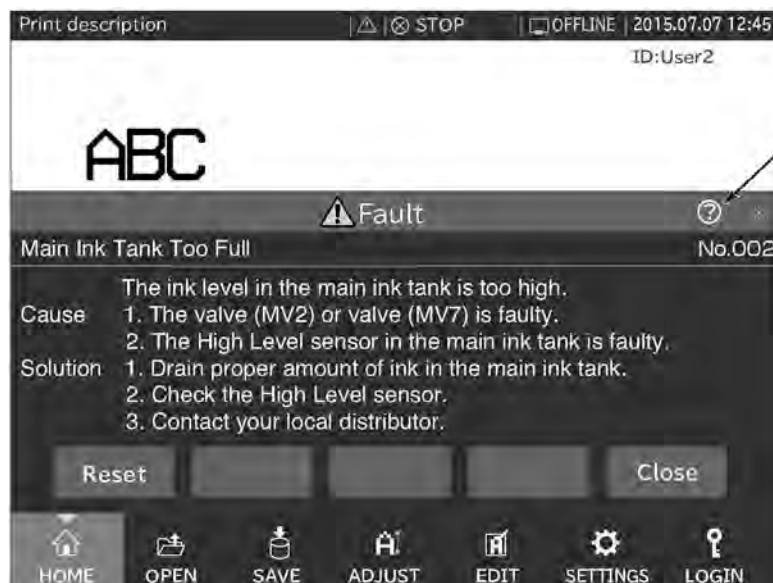 Print description STOP OFFLINE 2015.07.07 12:45
ID:User2
ABC
Fault
Main Ink Tank Too Full No.002
The ink level in the main ink tank is too high.
Cause 1. The valve (MV2) or valve (MV7) is faulty.
2. The High Level sensor in the main ink tank is faulty.
Solution 1. Drain proper amount of ink in the main ink tank.
2. Check the High Level sensor.
3. Contact your local distributor.
Reset Close
HOME OPEN SAVE ADJUST EDIT SETTINGS LOGIN